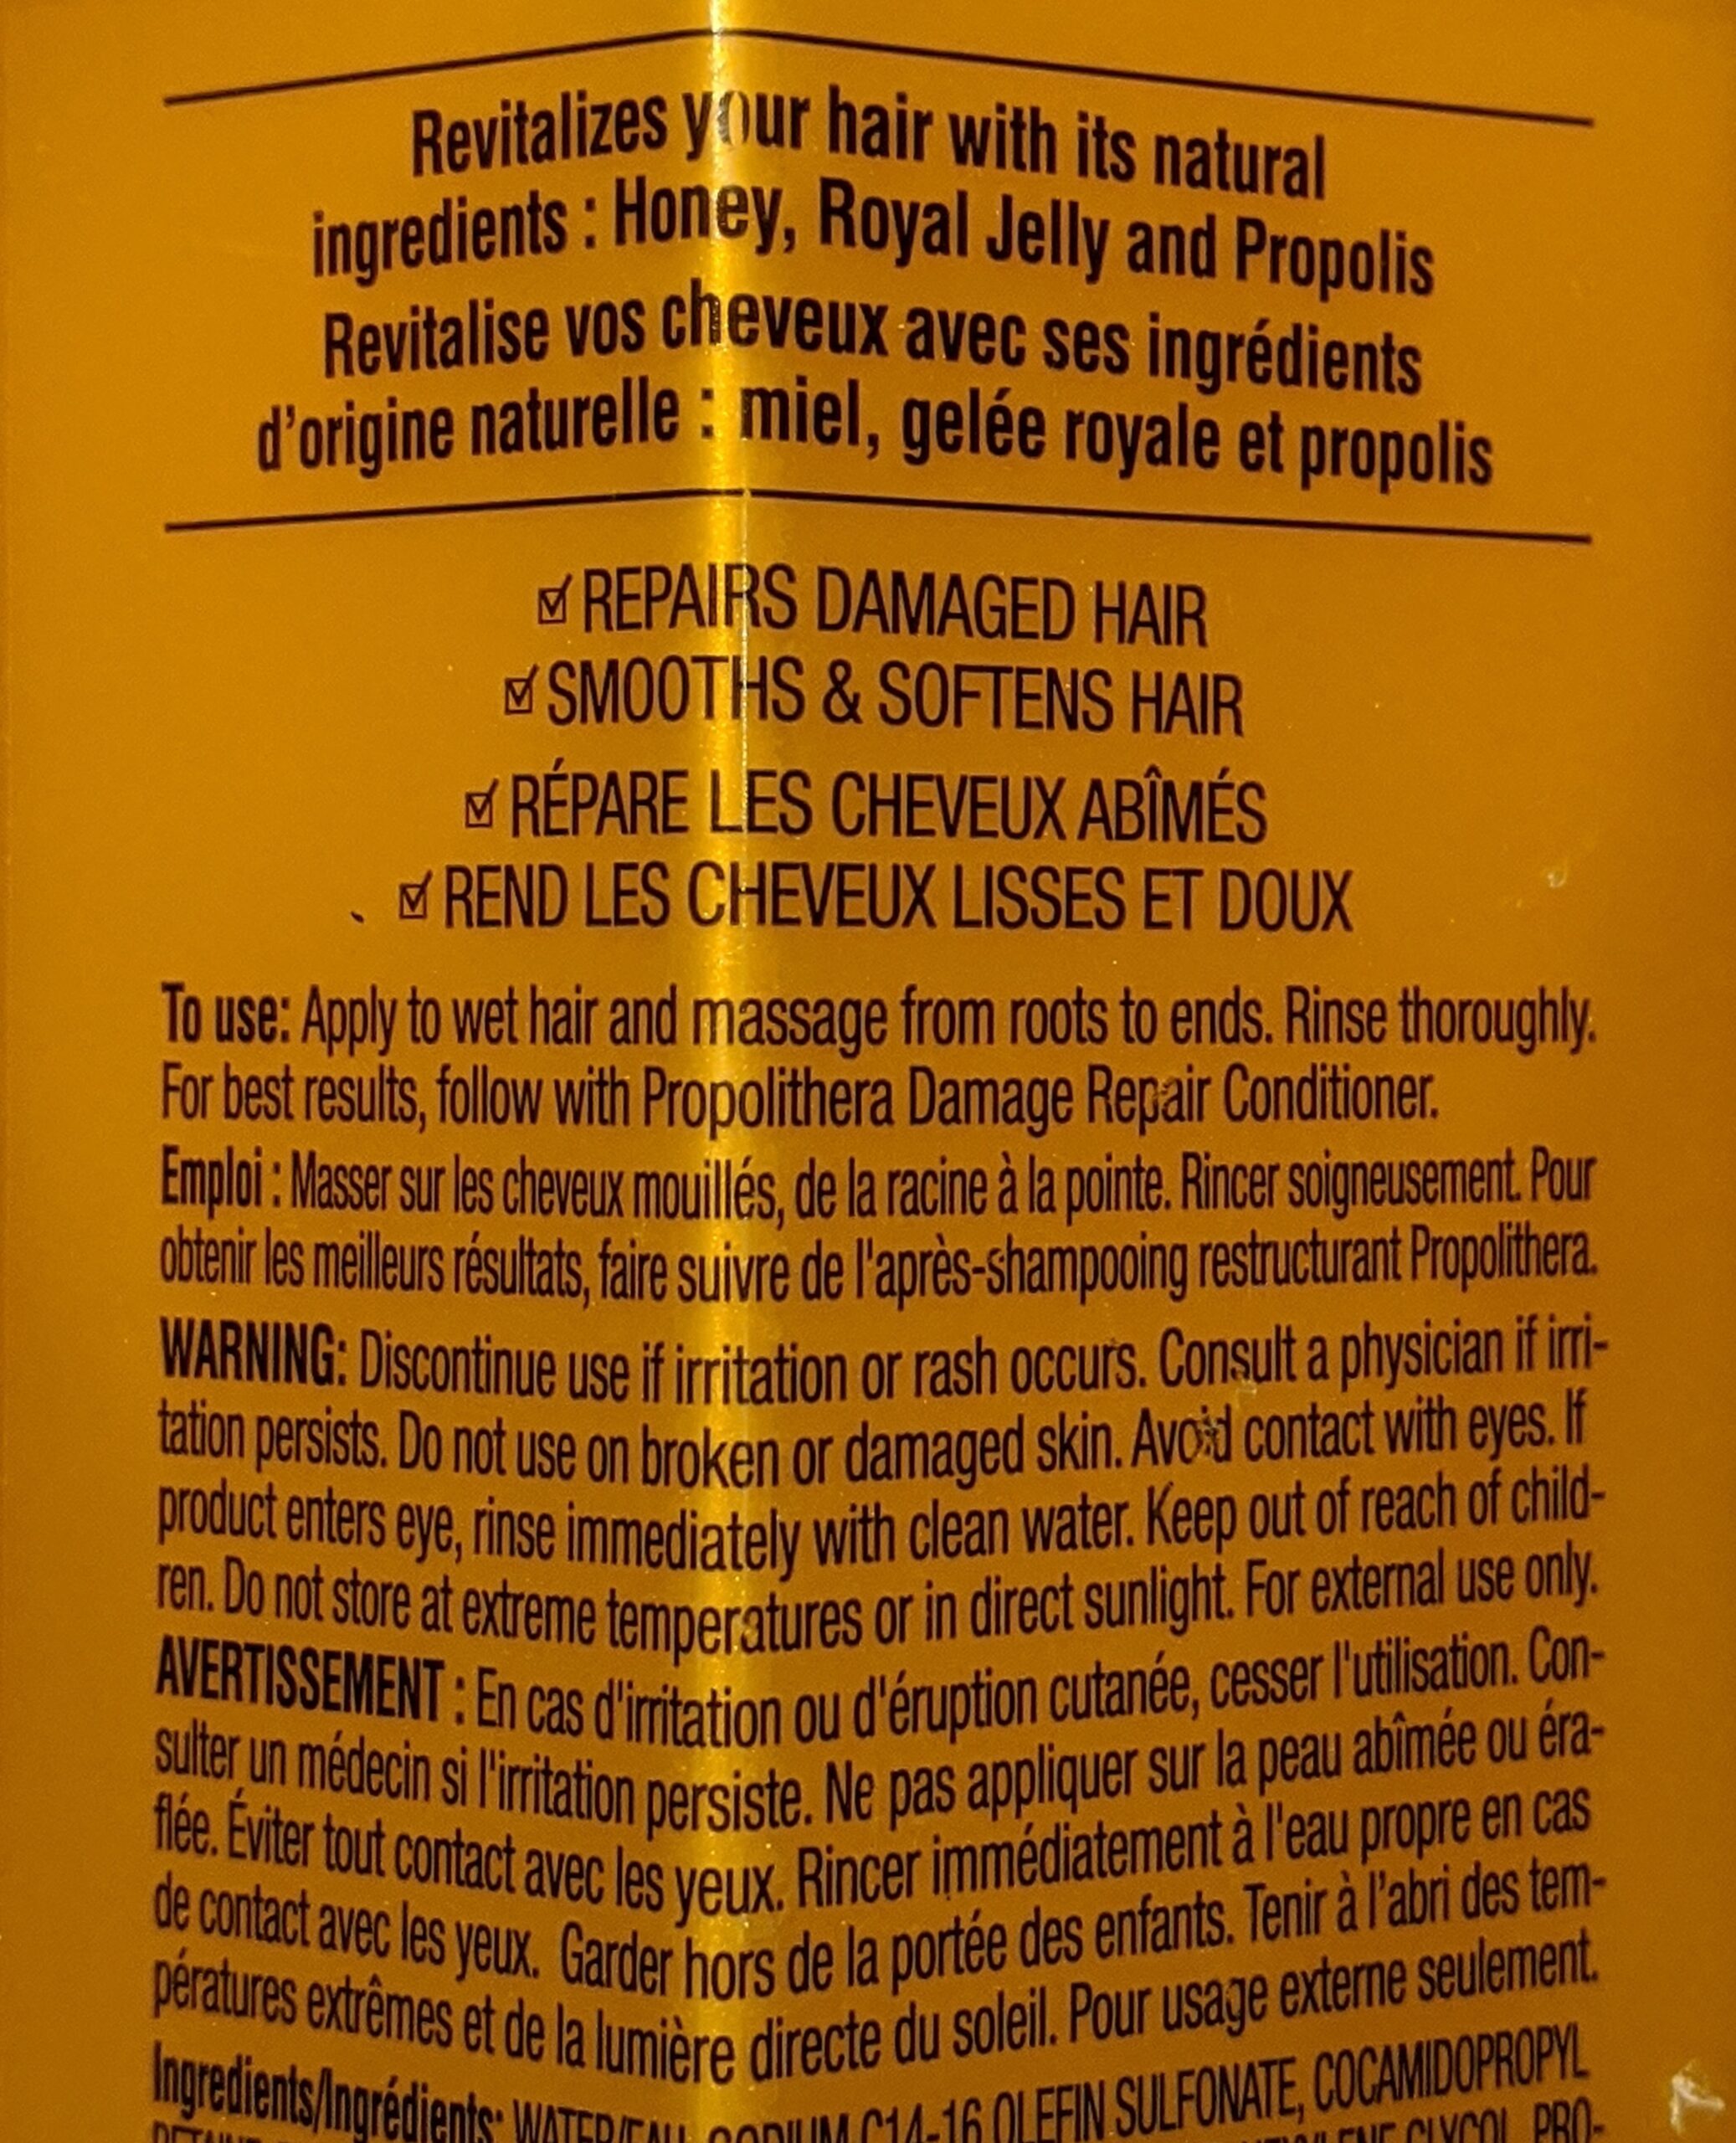 Revitalizes your hair with its natural
ingredients : Honey, Royal Jelly and Propolis
Revitalise vos cheveux avec ses ingrédients
d’origine naturelle : miel, gelée royale et propolis
☑ REPAIRS DAMAGED HAIR
☑ SMOOTHS & SOFTENS HAIR
☑ RÉPARE LES CHEVEUX ABÎMÉS
☑ REND LES CHEVEUX LISSES ET DOUX
To use: Apply to wet hair and massage from roots to ends. Rinse thoroughly.
For best results, follow with Propolithera Damage Repair Conditioner.
Emploi : Masser sur les cheveux mouillés, de la racine à la pointe. Rincer soigneusement. Pour
obtenir les meilleurs résultats, faire suivre de l'après-shampooing restructurant Propolithera.
WARNING: Discontinue use if irritation or rash occurs. Consult a physician if irri-
tation persists. Do not use on broken or damaged skin. Avoid contact with eyes. If
product enters eye, rinse immediately with clean water. Keep out of reach of child-
ren. Do not store at extreme temperatures or in direct sunlight. For external use only.
AVERTISSEMENT : En cas d'irritation ou d'éruption cutanée, cesser l'utilisation. Con-
sulter un médecin si l'irritation persiste. Ne pas appliquer sur la peau abîmée ou éra-
flée. Éviter tout contact avec les yeux. Rincer immédiatement à l'eau propre en cas
de contact avec les yeux. Garder hors de la portée des enfants. Tenir à l’abri des tem-
pératures extrêmes et de la lumière directe du soleil. Pour usage externe seulement.
Ingredients/Ingrédients: WATER/EAU, SODIUM C14-16 OLEFIN SULFONATE, COCAMIDOPROPYL
GLYCOL, PRO-